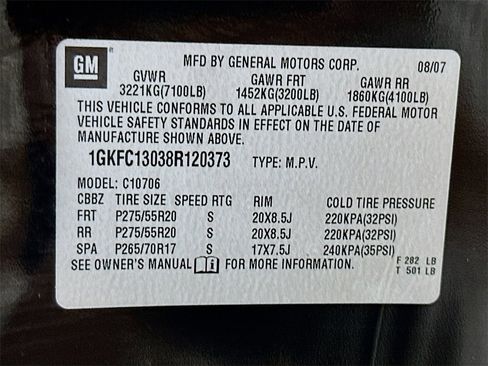 GM ® MFD BY GENERAL MOTORS CORP. 08/07
GVWR GAWR FRT GAWR RR
3221KG(7100LB) 1452KG(3200LB) 1860KG(4100LB)
THIS VEHICLE CONFORMS TO ALL APPLICABLE U.S. FEDERAL MOTOR
VEHICLE SAFETY STANDARDS IN EFFECT ON THE DATE OF
MANUFACTURE SHOWN ABOVE.
1GKFC13038R120373 TYPE: M.P.V.
MODEL: C10706
CBBZ TIRE SIZE SPEED RTG RIM COLD TIRE PRESSURE
FRT P275/55R20 S 20X8.5J 220KPA(32PSI)
RR P275/55R20 S 20X8.5J 220KPA(32PSI)
SPA P265/70R17 S 17X7.5J 240KPA(35PSI)
SEE OWNER'S MANUAL FOR MORE INFORMATION.
F 282 LB
T 501 LB